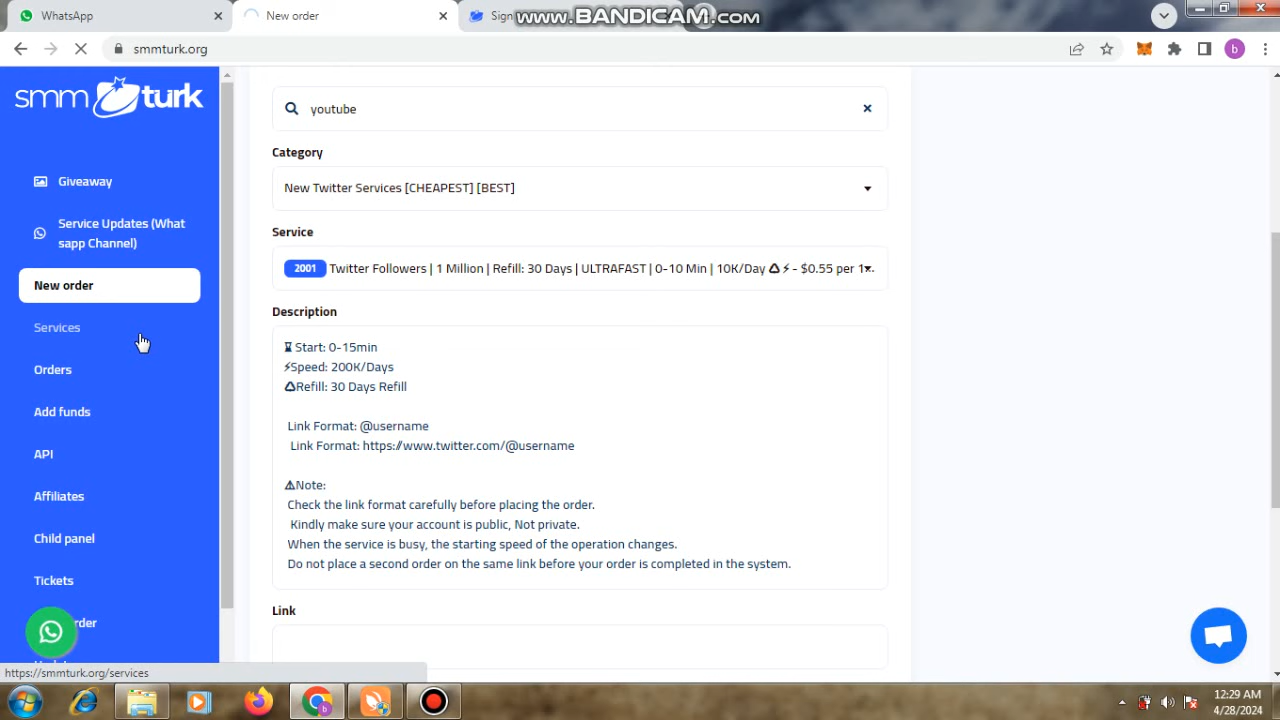 WhatsApp
New order
Sign
www.BANDICAM.com
smmturk.org
b
smm turk
Giveaway
Service Updates (What
sapp Channel)
New order
Services
Orders
Add funds
API
Affiliates
Child panel
Tickets
order
youtube
Category
New Twitter Services [CHEAPEST] [BEST]
Service
2001 Twitter Followers | 1 Million | Refill: 30 Days | ULTRAFAST | 0-10 Min | 10K/Day ♺ ⚡ - $0.55 per 1
Description
⌛ Start: 0-15min
⚡Speed: 200K/Days
♺Refill: 30 Days Refill
Link Format: @username
Link Format: https://www.twitter.com/@username
⚠Note:
Check the link format carefully before placing the order.
Kindly make sure your account is public, Not private.
When the service is busy, the starting speed of the operation changes.
Do not place a second order on the same link before your order is completed in the system.
Link
https://smmturk.org/services
12:29 AM
4/28/2024